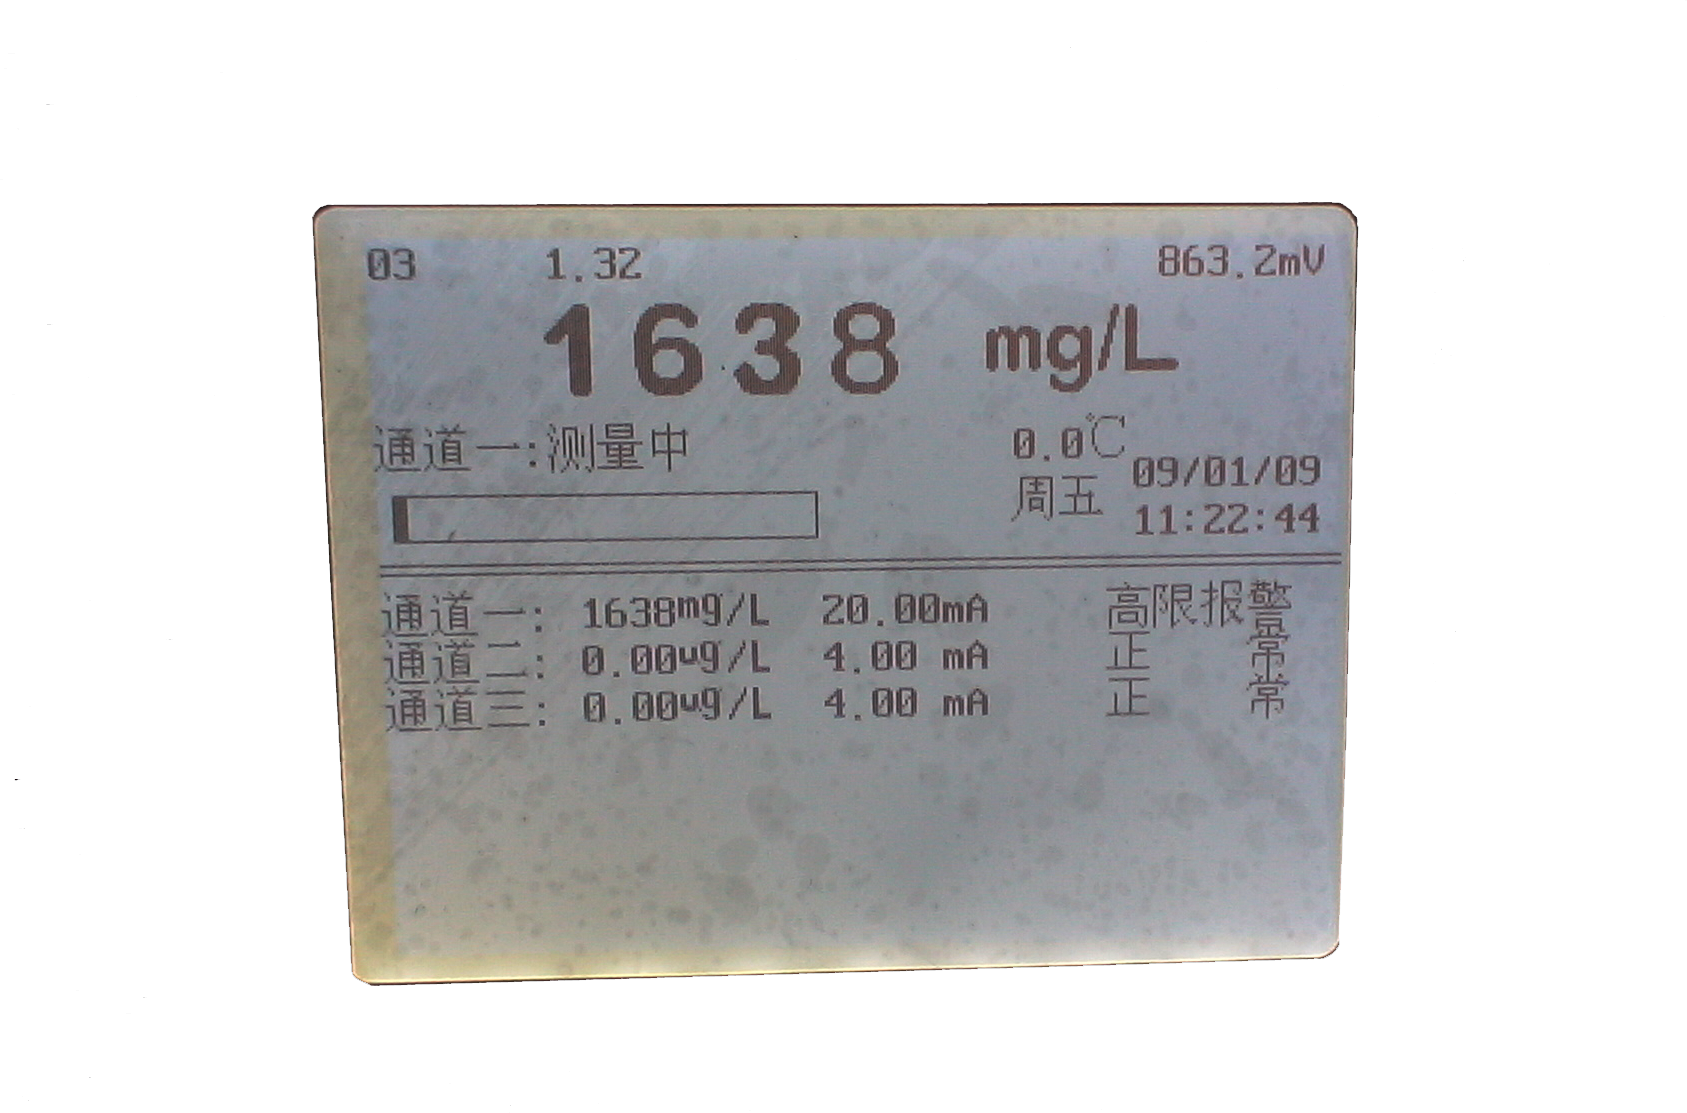 03 1.32 863.2mV
1638 mg/L
通道一:测量中 0.0℃
周五 09/01/09
11:22:44
通道一: 1638mg/L 20.00mA 高限报警
通道二: 0.00ug/L 4.00 mA 正 常
通道三: 0.00ug/L 4.00 mA 正 常